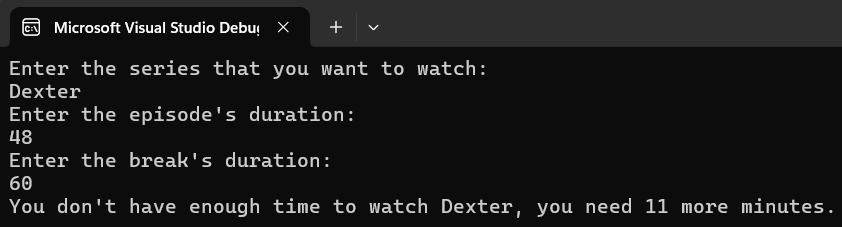 Microsoft Visual Studio Debug
Enter the series that you want to watch:
Dexter
Enter the episode's duration:
48
Enter the break's duration:
60
You don't have enough time to watch Dexter, you need 11 more minutes.